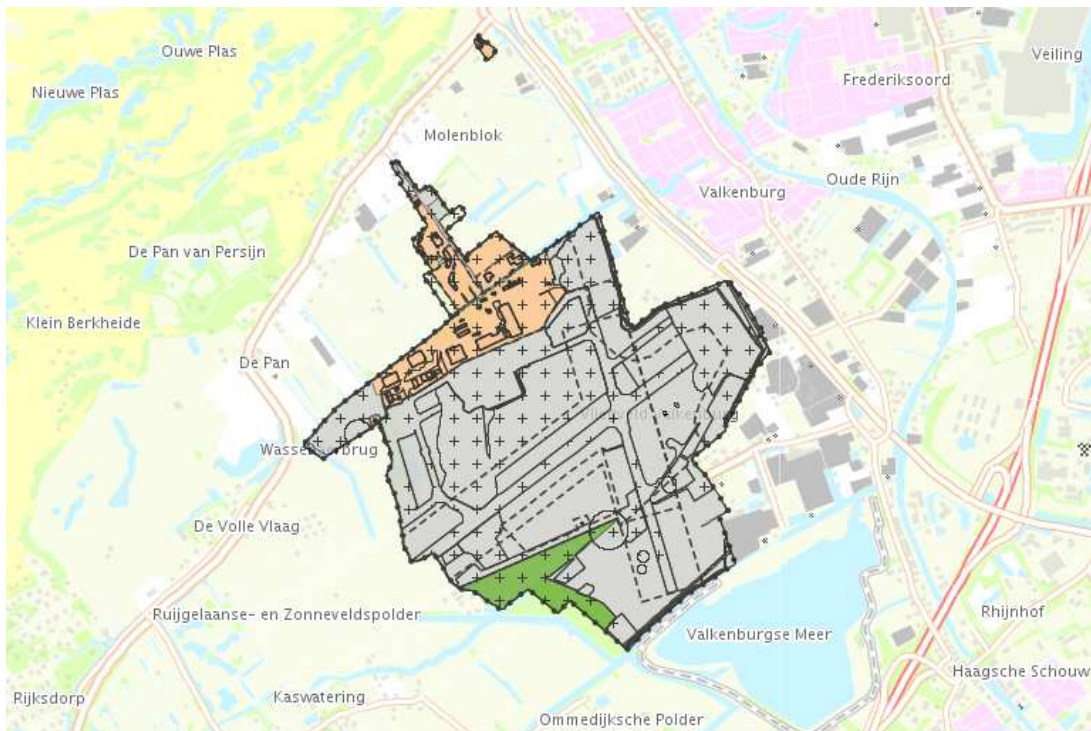 Ouwe Plas
Veiling
Frederiksoord
Nieuwe Plas
Molenblok
Oude Rijn
Valkenburg
De Pan van Persijn
Klein Berkheide
De Pan
De Volle Vlaag
Ruijgelaanse- en Zonneveldspolder
Rhijnhof
Valkenburgse Meer
Haagsche Schouw
Rijksdorp
Kaswatering
Ommedijksche Polder